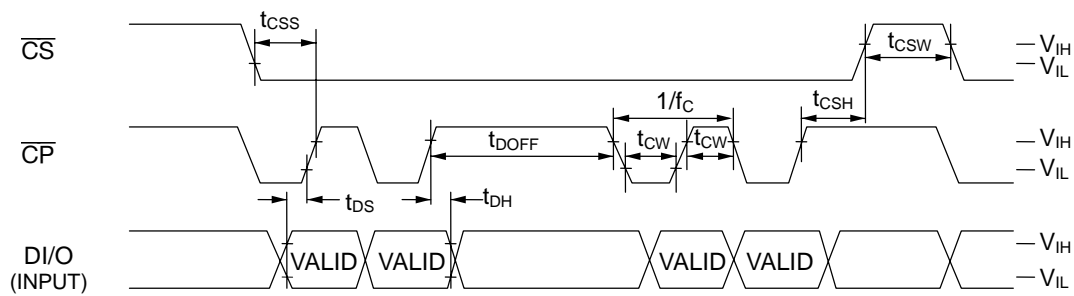 CS
tCSS
tCSW
VIH
VIL
1/fC
tCSH
CP
tDOFF
tCW
tCW
VIH
VIL
tDS
tDH
DI/O
(INPUT)
VALID
VALID
VALID
VALID
VIH
VIL